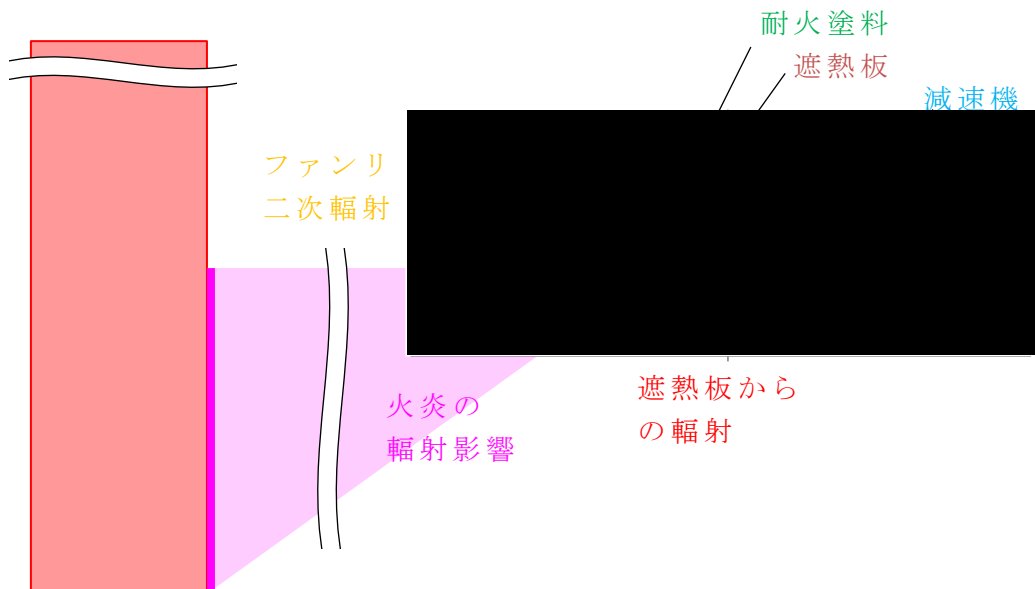 耐火塗料
遮熱板
減速機
ファンリ
二次輻射
火炎の
輻射影響
遮熱板から
の輻射